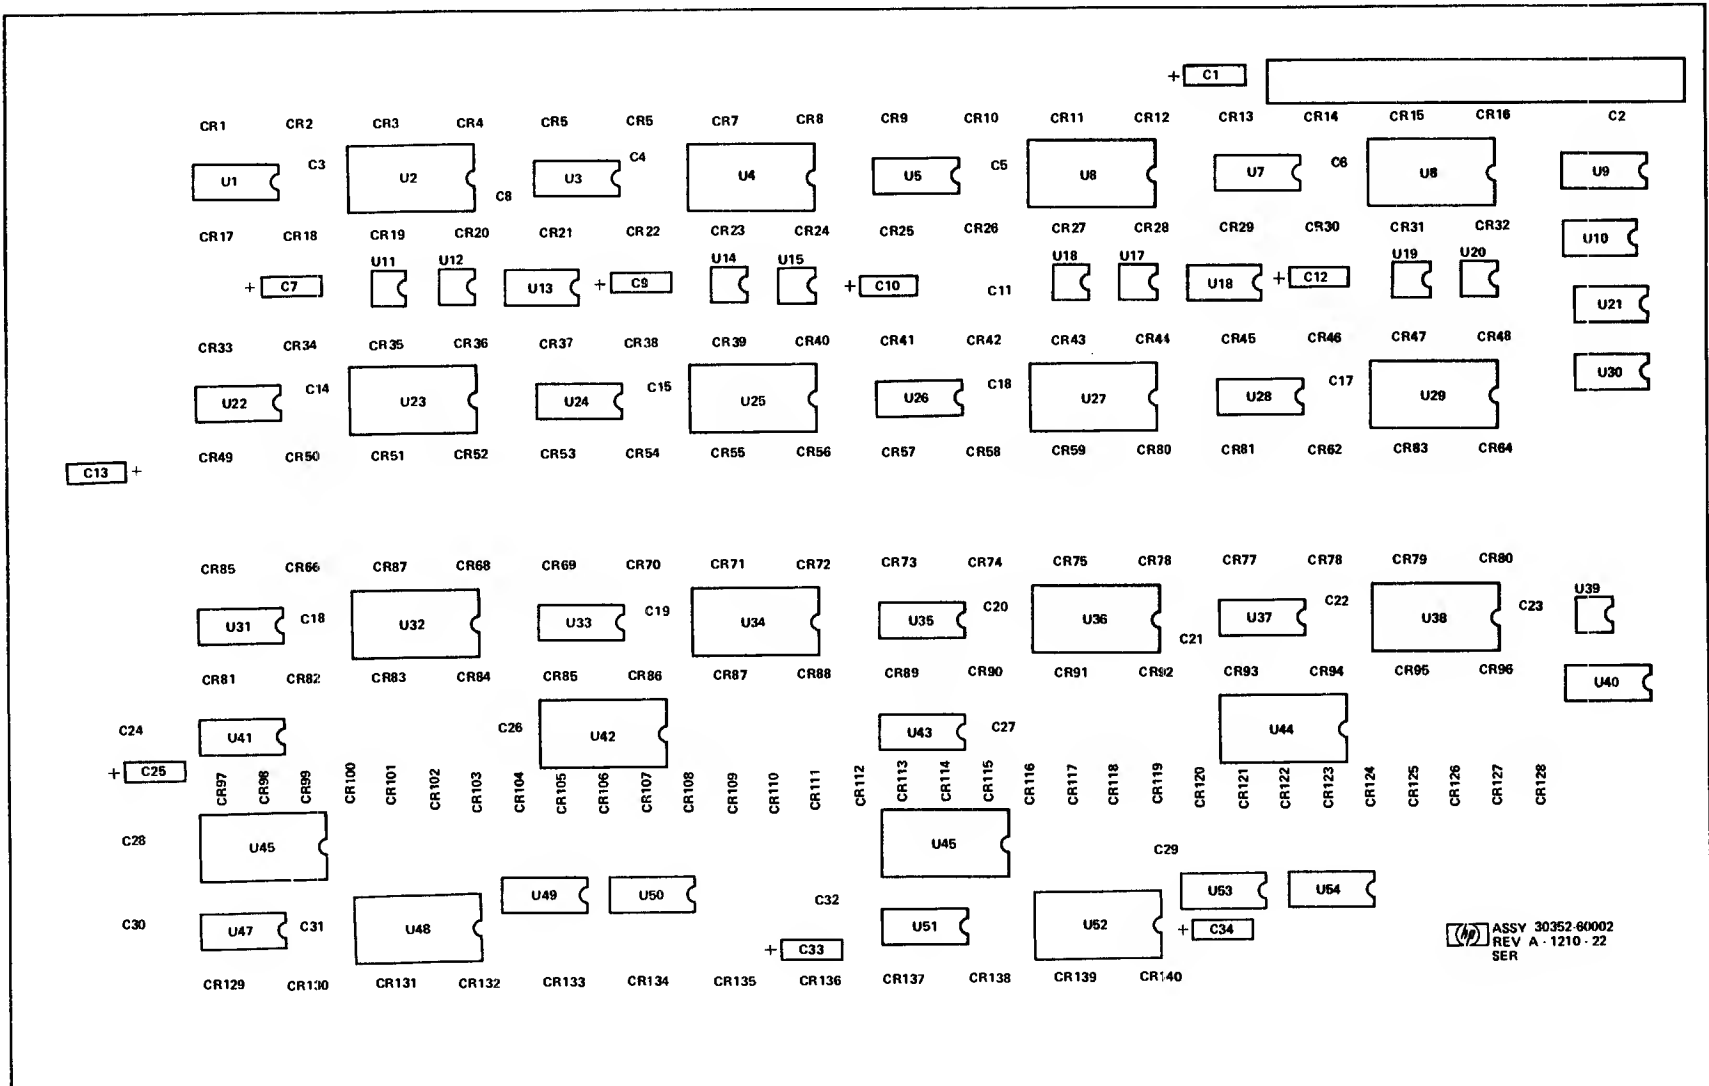 + C1
CR1 CR2 CR3 CR4 CR5 CR5 CR7 CR8 CR9 CR10 CR11 CR12 CR13 CR14 CR15 CR16 C2
U1 C3 U2 C8 U3 C4 U4 U5 C5 U8 U7 C6 U8 U9
CR17 CR18 CR19 CR20 CR21 CR22 CR23 CR24 CR25 CR26 CR27 CR28 CR29 CR30 CR31 CR32 U10
U11 U12 U14 U15 U18 U17 U19 U20
+ C7 U13 + C9 + C10 C11 U18 + C12 U21
CR33 CR34 CR35 CR36 CR37 CR38 CR39 CR40 CR41 CR42 CR43 CR44 CR45 CR46 CR47 CR48
U22 C14 U23 U24 C15 U25 U26 C18 U27 U28 C17 U29 U30
CR49 CR50 CR51 CR52 CR53 CR54 CR55 CR56 CR57 CR58 CR59 CR80 CR81 CR62 CR83 CR64
C13 +
CR85 CR66 CR87 CR68 CR69 CR70 CR71 CR72 CR73 CR74 CR75 CR78 CR77 CR78 CR79 CR80
U31 C18 U32 U33 C19 U34 U35 C20 U36 C21 U37 C22 U38 C23 U39
CR81 CR82 CR83 CR84 CR85 CR86 CR87 CR88 CR89 CR90 CR91 CR92 CR93 CR94 CR95 CR96 U40
C24 U41 C26 U42 U43 C27 U44
+ C25
CR97 CR98 CR99 CR100 CR101 CR102 CR103 CR104 CR105 CR106 CR107 CR108 CR109 CR110 CR111 CR112 CR113 CR114 CR115 CR116 CR117 CR118 CR119 CR120 CR121 CR122 CR123 CR124 CR125 CR126 CR127 CR128
C28 U45 U45 C29
U49 U50 C32 U53 U54
C30 U47 C31 U48 + C33 U51 U52 + C34
hp ASSY 30352-60002
REV A - 1210 - 22
SER
CR129 CR130 CR131 CR132 CR133 CR134 CR135 CR136 CR137 CR138 CR139 CR140